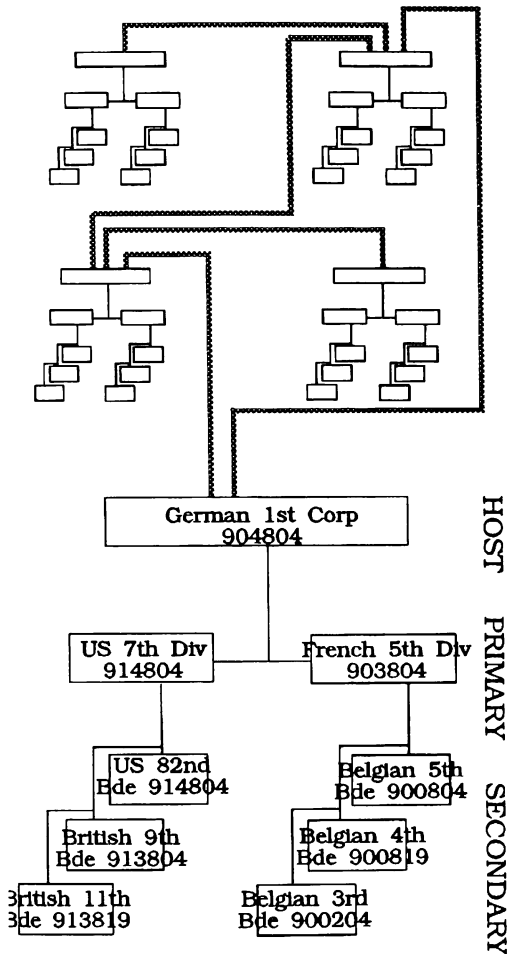 German 1st Corp
904804
HOST
US 7th Div
914804
French 5th Div
903804
PRIMARY
US 82nd
Bde 914804
Belgian 5th
Bde 900804
British 9th
Bde 913804
Belgian 4th
Bde 900819
British 11th
Bde 913819
Belgian 3rd
Bde 900204
SECONDARY